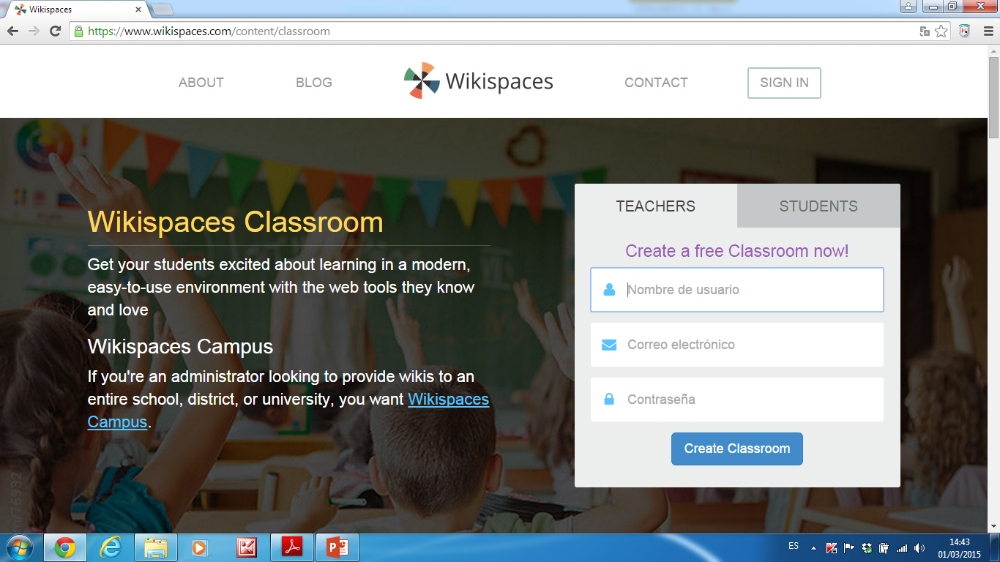 Wikispaces
https://www.wikispaces.com/content/classroom
ABOUT
BLOG
Wikispaces
CONTACT
SIGN IN
Wikispaces Classroom
Get your students excited about learning in a modern,
easy-to-use environment with the web tools they know
and love
Wikispaces Campus
If you're an administrator looking to provide wikis to an
entire school, district, or university, you want Wikispaces
Campus.
TEACHERS
STUDENTS
Create a free Classroom now!
Nombre de usuario
Correo electrónico
Contraseña
Create Classroom
ES
14:43
01/03/2015